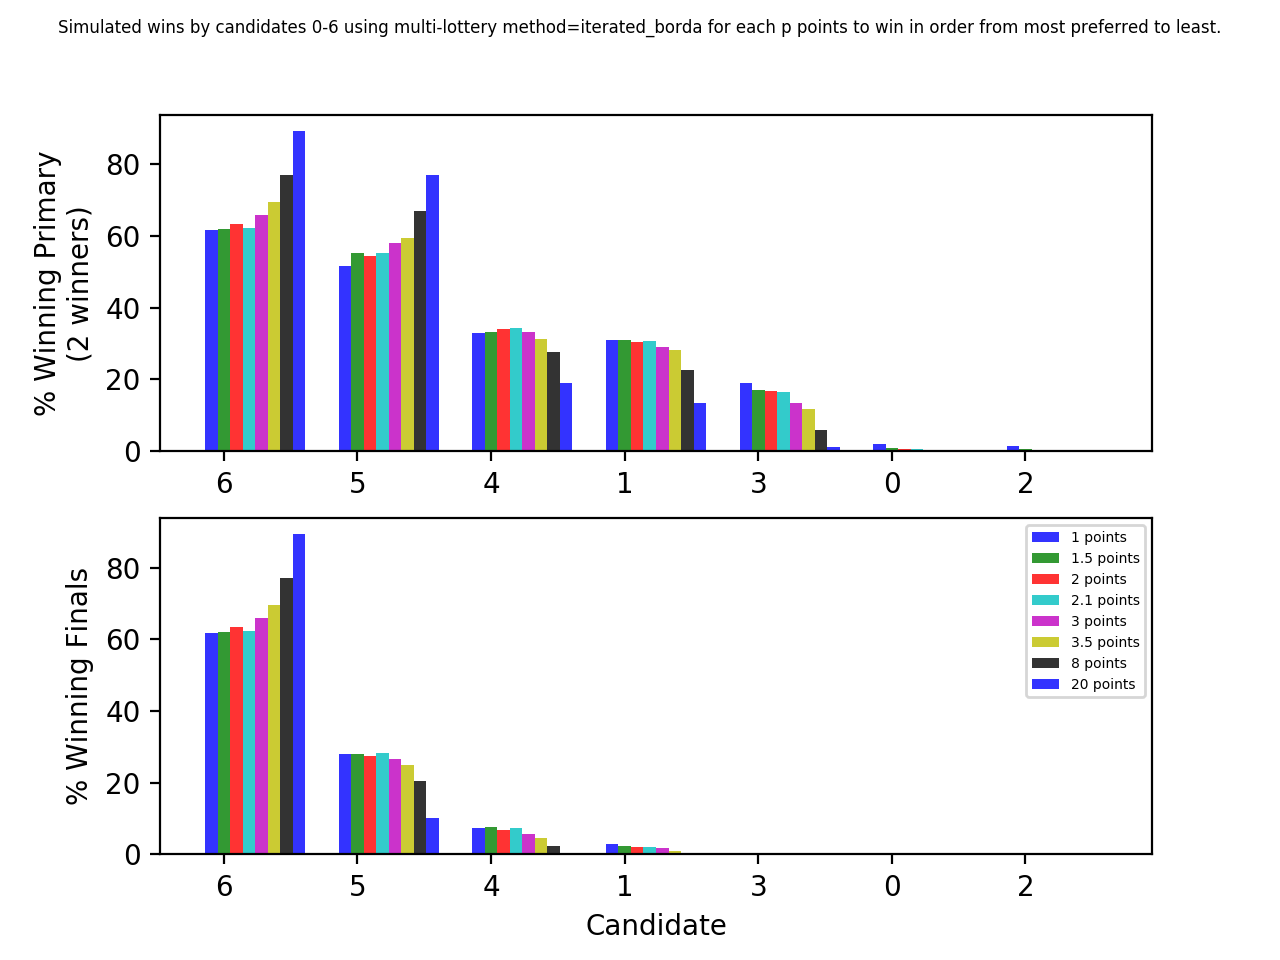 Simulated wins by candidates 0-6 using multi-lottery method=iterated_borda for each p points to win in order from most preferred to least.
% Winning Primary
(2 winners)
80
60
40
20
0
6 5 4 1 3 0 2
% Winning Finals
80
60
40
20
0
1 points
1.5 points
2 points
2.1 points
3 points
3.5 points
8 points
20 points
6 5 4 1 3 0 2
Candidate